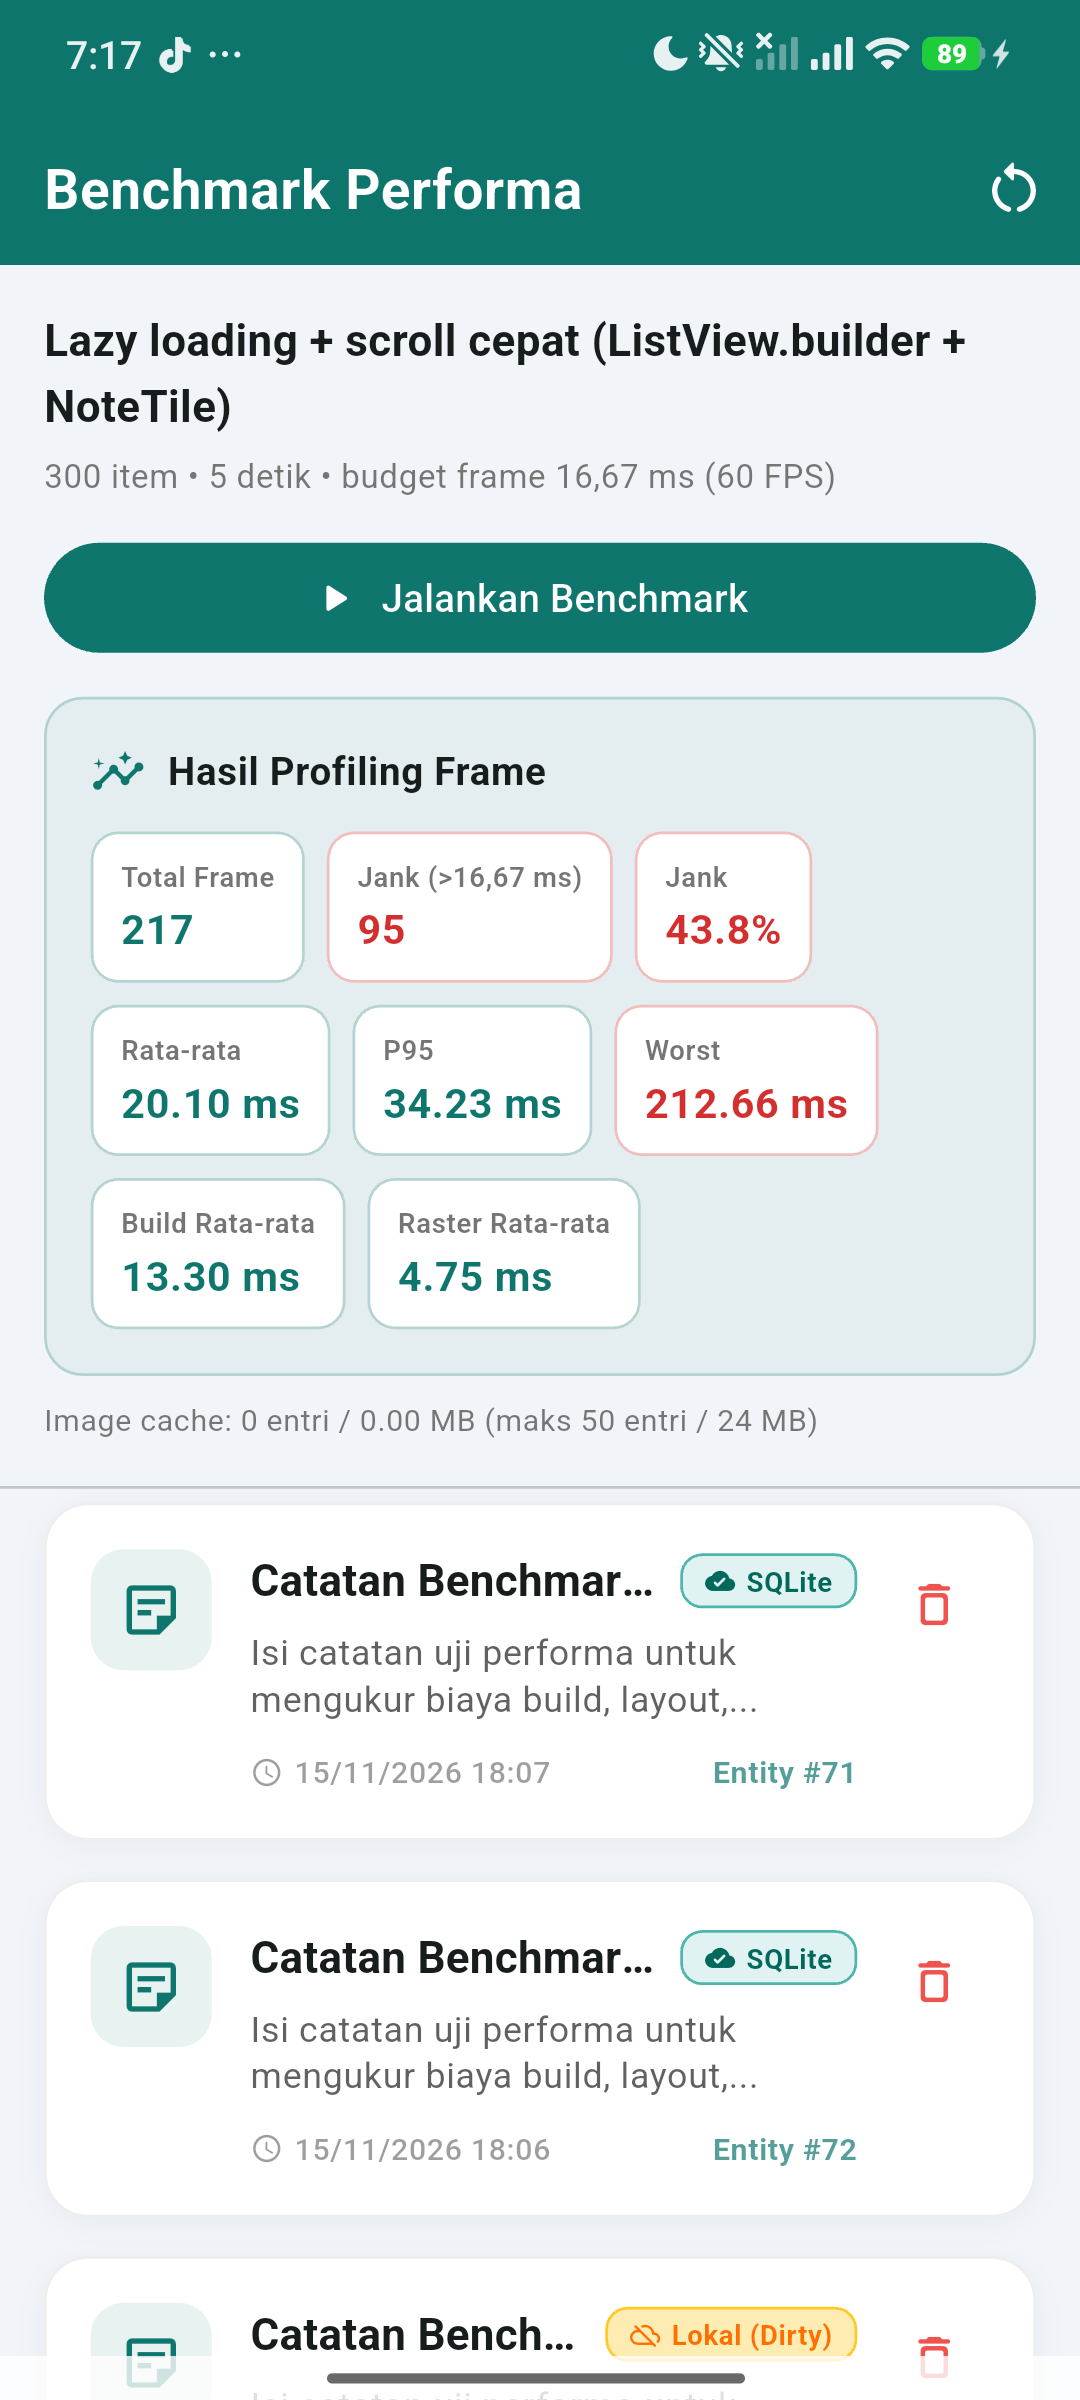 7:17
89
Benchmark Performa
Lazy loading + scroll cepat (ListView.builder +
NoteTile)
300 item • 5 detik • budget frame 16,67 ms (60 FPS)
Jalankan Benchmark
Hasil Profiling Frame
Total Frame
217
Jank (>16,67 ms)
95
Jank
43.8%
Rata-rata
20.10 ms
P95
34.23 ms
Worst
212.66 ms
Build Rata-rata
13.30 ms
Raster Rata-rata
4.75 ms
Image cache: 0 entri / 0.00 MB (maks 50 entri / 24 MB)
Catatan Benchmar...
SQLite
Isi catatan uji performa untuk
mengukur biaya build, layout,...
15/11/2026 18:07
Entity #71
Catatan Benchmar...
SQLite
Isi catatan uji performa untuk
mengukur biaya build, layout,...
15/11/2026 18:06
Entity #72
Catatan Bench...
Lokal (Dirty)